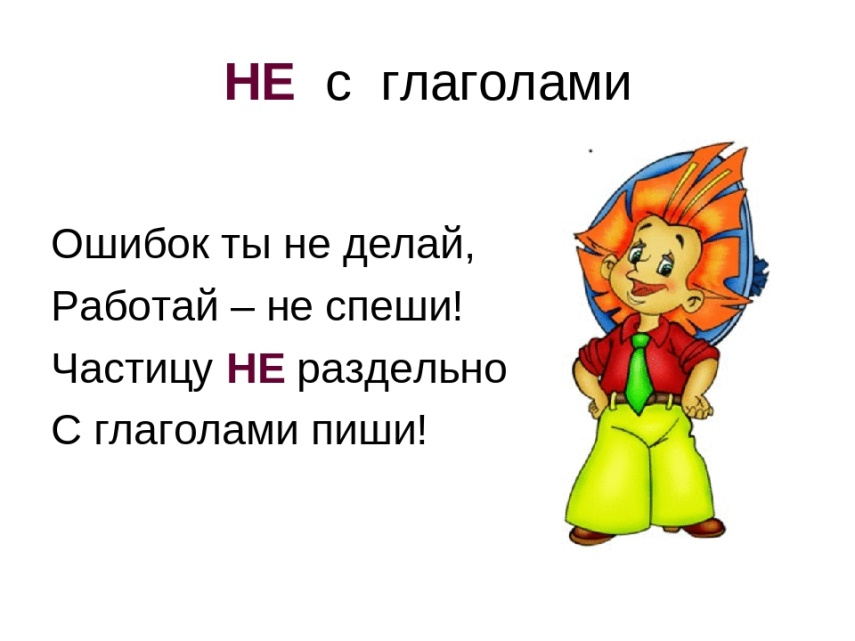 НЕ с глаголами
Ошибок ты не делай,
Работай – не спеши!
Частицу НЕ раздельно
С глаголами пиши!